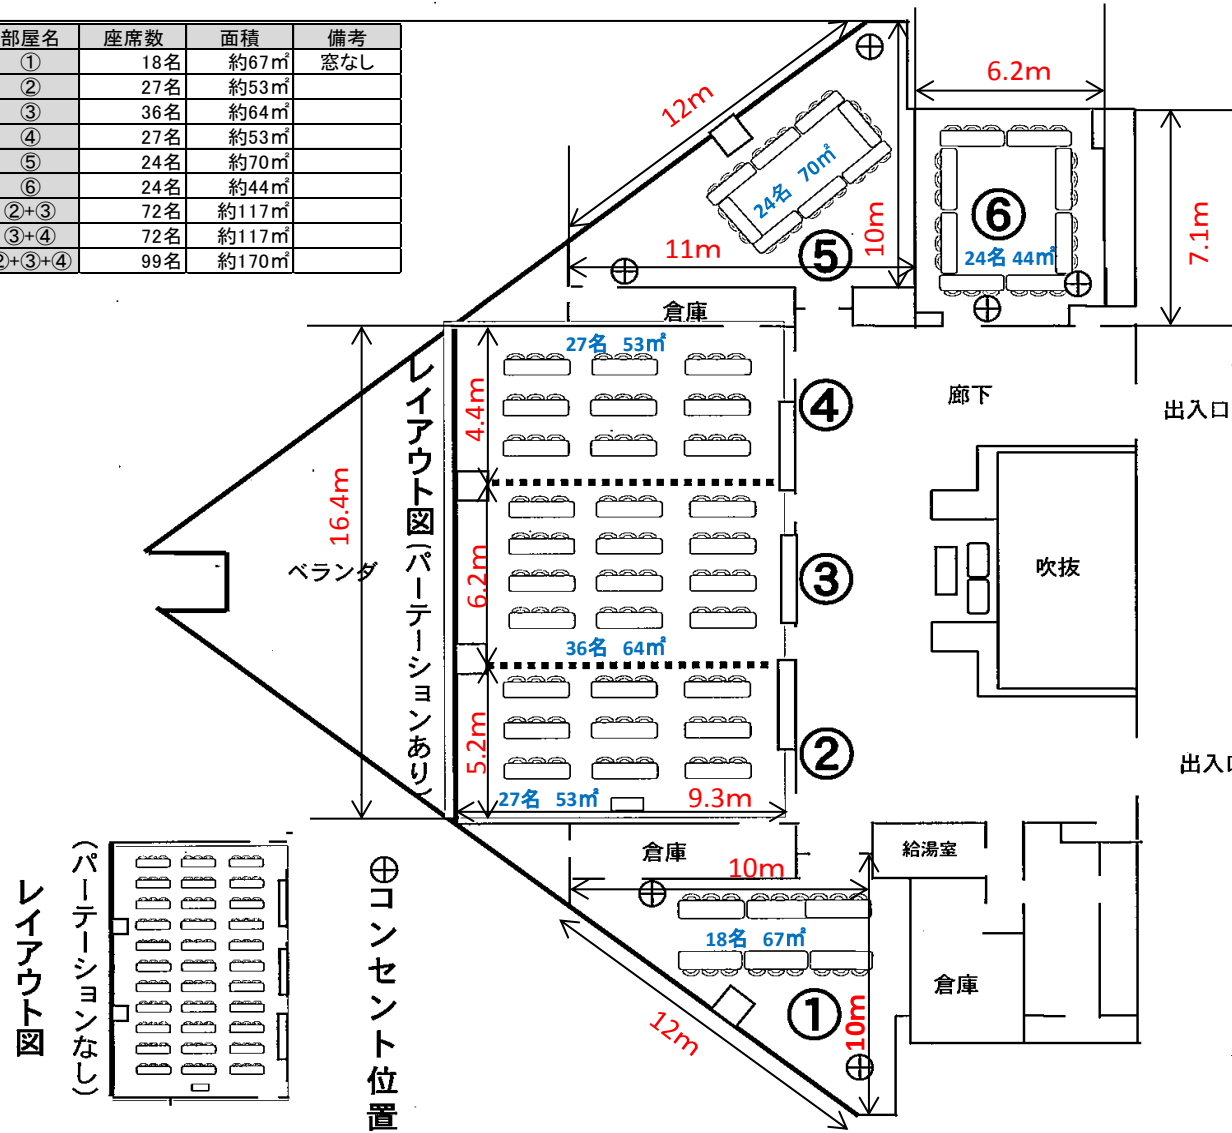 部屋名 座席数 面積 備考
① 18名 約67㎡ 窓なし
② 27名 約53㎡
③ 36名 約64㎡
④ 27名 約53㎡
⑤ 24名 約70㎡
⑥ 24名 約44㎡
②+③ 72名 約117㎡
③+④ 72名 約117㎡
②+③+④ 99名 約170㎡
12m
24名 70㎡
11m
10m
⑤
6.2m
⑥
24名 44㎡
7.1m
倉庫
27名 53㎡
4.4m
④
廊下
出入口
レイアウト図(パーテーションあり)
16.4m
ベランダ
6.2m
③
吹抜
36名 64㎡
5.2m
②
27名 53㎡
9.3m
出入口
倉庫
10m
給湯室
18名 67㎡
倉庫
①
10m
12m
レイアウト図
(パーテーションなし)
コンセント位置